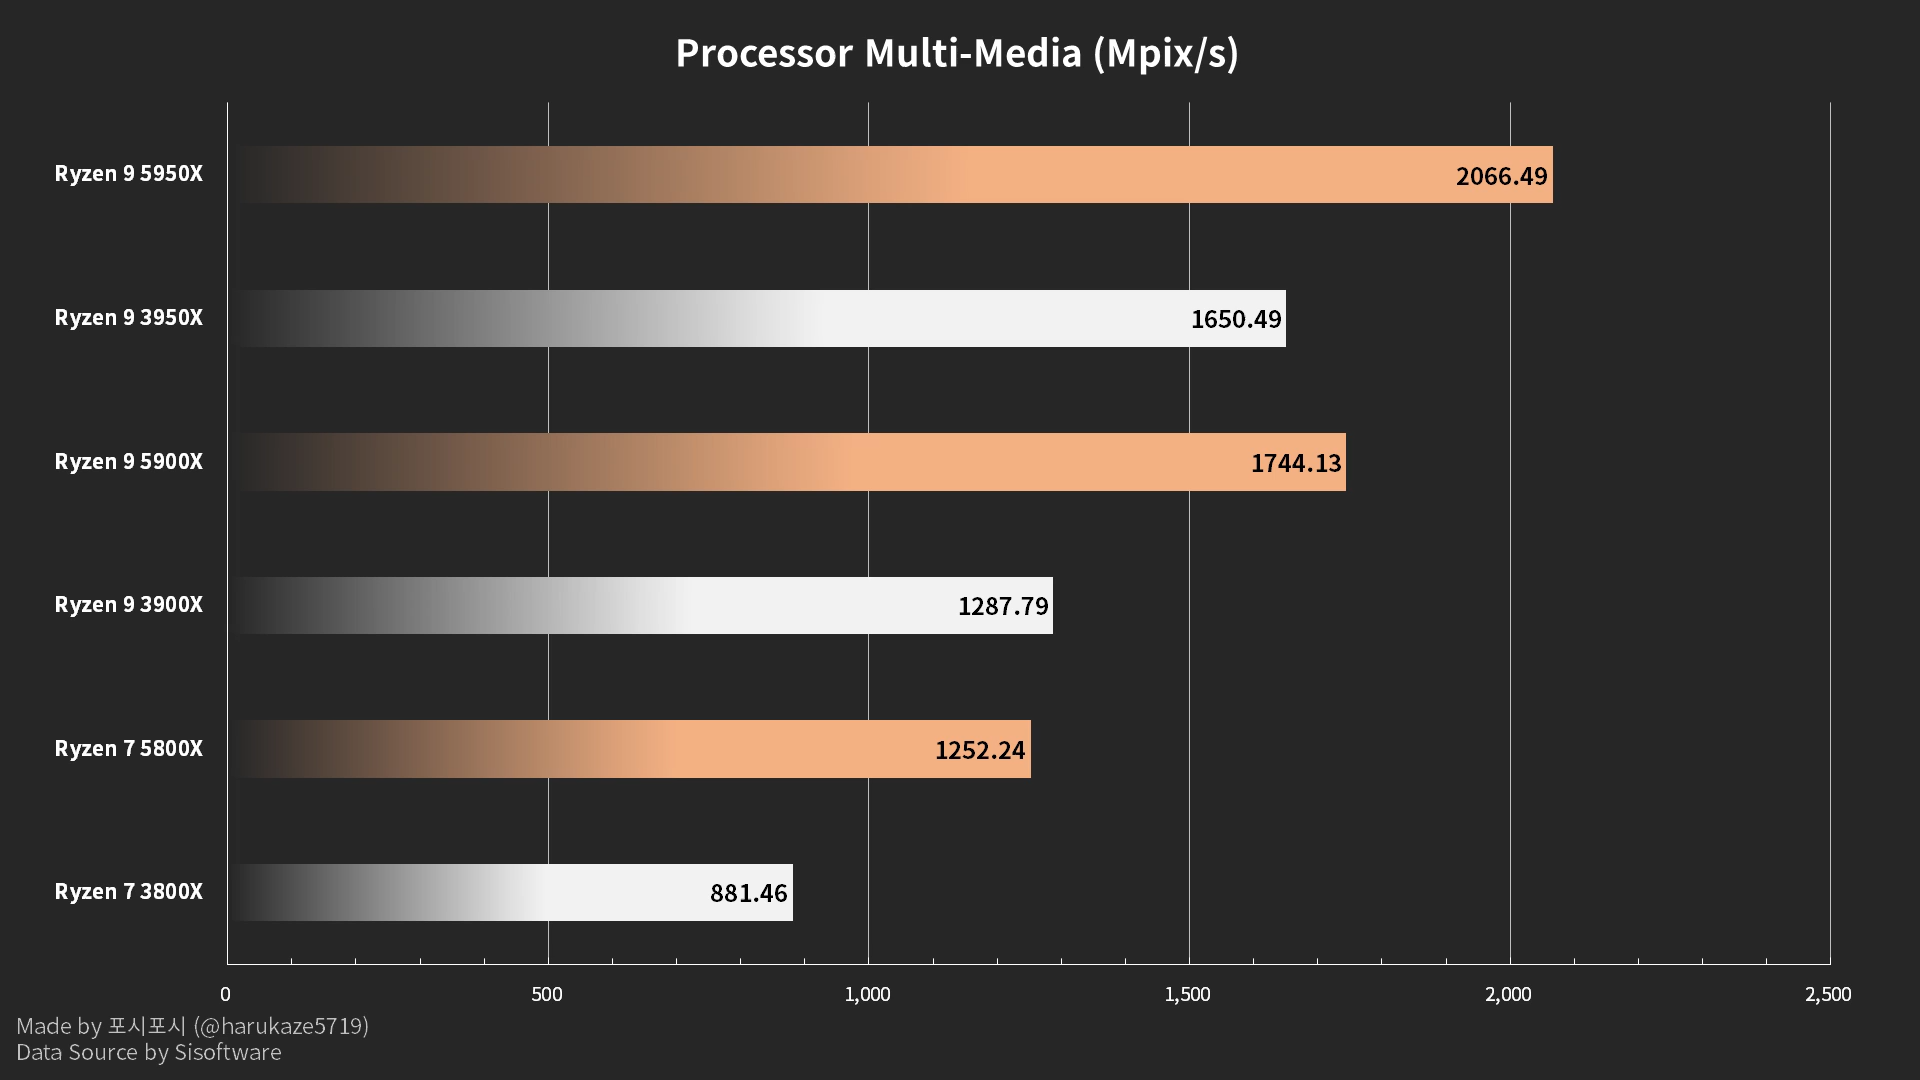 Processor Multi-Media (Mpix/s)
Ryzen 9 5950X
2066.49
Ryzen 9 3950X
1650.49
Ryzen 9 5900X
1744.13
Ryzen 9 3900X
1287.79
Ryzen 7 5800X
1252.24
Ryzen 7 3800X
881.46
0 500 1,000 1,500 2,000 2,500
Made by 포시포시 (@harukaze5719)
Data Source by Sisoftware